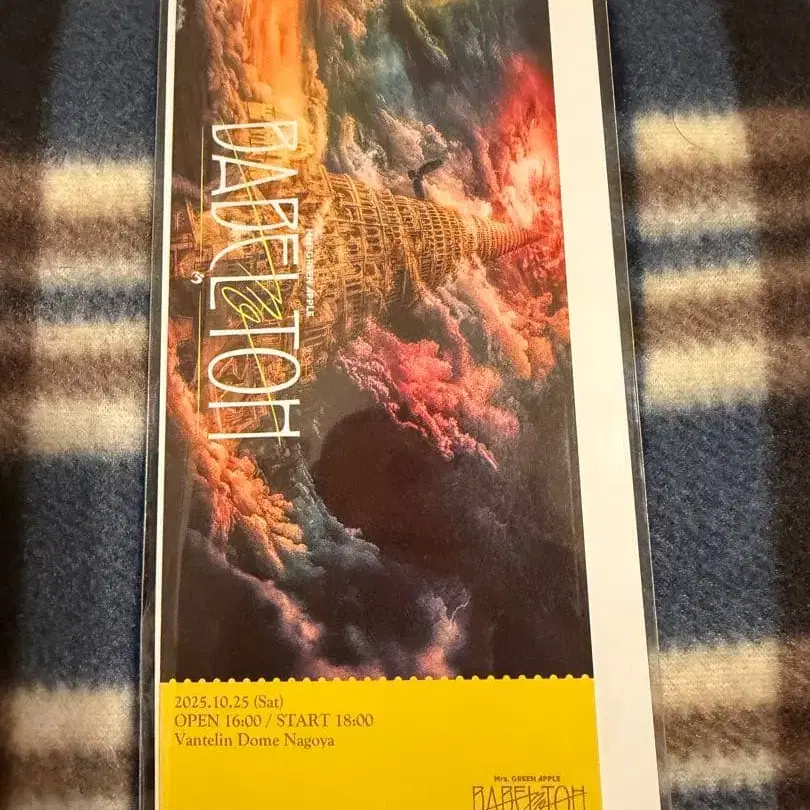 BABEL no TOH
Mrs. GREEN APPLE
2025.10.25 (Sat)
OPEN 16:00 / START 18:00
Vantelin Dome Nagoya
Mrs. GREEN APPLE
BABEL no TOH